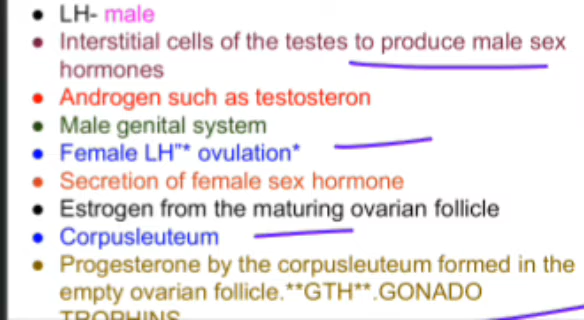 LH- male
Interstitial cells of the testes to produce male sex
hormones
Androgen such as testosteron
Male genital system
Female LH"* ovulation*
Secretion of female sex hormone
Estrogen from the maturing ovarian follicle
Corpusleuteum
Progesterone by the corpusleuteum formed in the
empty ovarian follicle.**GTH**.GONADO
TROPHINS